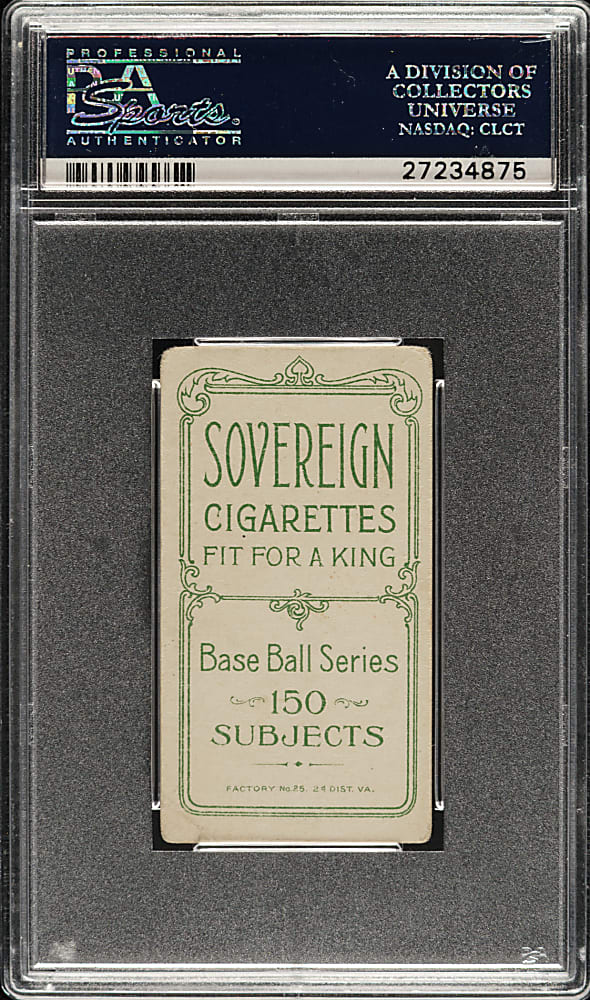 PROFESSIONAL
PSA
Sports.
AUTHENTICATOR
A DIVISION OF
COLLECTORS
UNIVERSE
NASDAQ: CLCT
27234875
SOVEREIGN
CIGARETTES
FIT FOR A KING
Base Ball Series
150
SUBJECTS
FACTORY No.25. 2d DIST. VA.